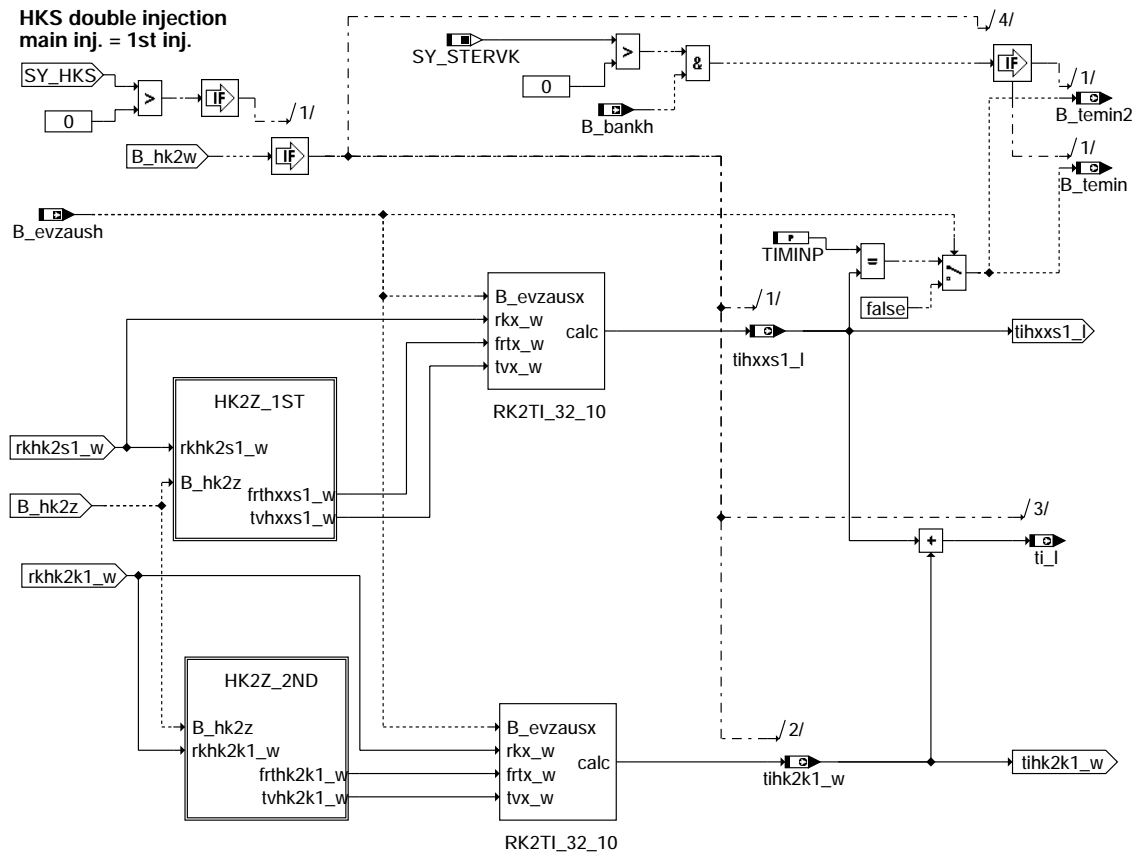 HKS double injection
main inj. = 1st inj.
/4/
SY_HKS
>
0
IF
/1/
SY_STERVK
>
0
&
B_bankh
IF
/1/
B_temin2
B_hk2w
IF
/1/
B_temin
B_evzaush
P
TIMINP
=
false
/1/
B_evzausx
rkx_w
frtx_w
tvx_w
calc
RK2TI_32_10
tihxxs1_l
tihxxs1_l
HK2Z_1ST
rkhk2s1_w
rkhk2s1_w
B_hk2z
B_hk2z
frthxxs1_w
tvhxxs1_w
/3/
+
ti_l
rkhk2k1_w
HK2Z_2ND
B_hk2z
rkhk2k1_w
frthk2k1_w
tvhk2k1_w
B_evzausx
rkx_w
frtx_w
tvx_w
calc
RK2TI_32_10
/2/
tihk2k1_w
tihk2k1_w